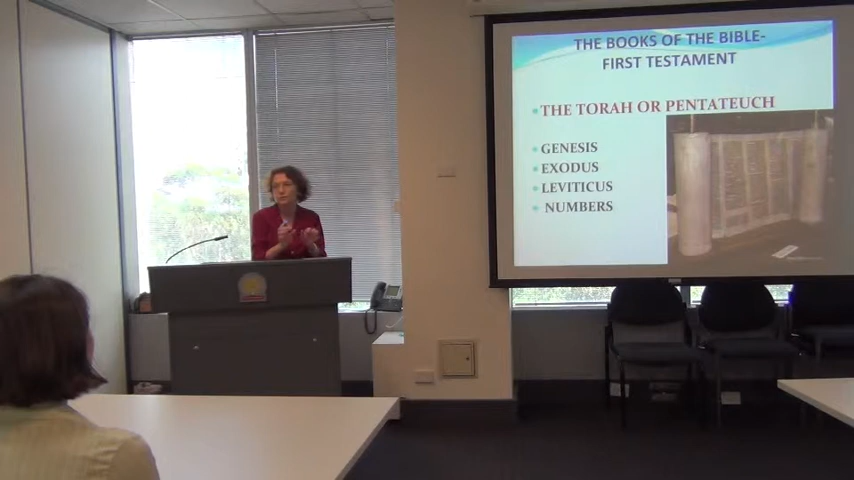 THE BOOKS OF THE BIBLE-
FIRST TESTAMENT
THE TORAH OR PENTATEUCH
GENESIS
EXODUS
LEVITICUS
NUMBERS